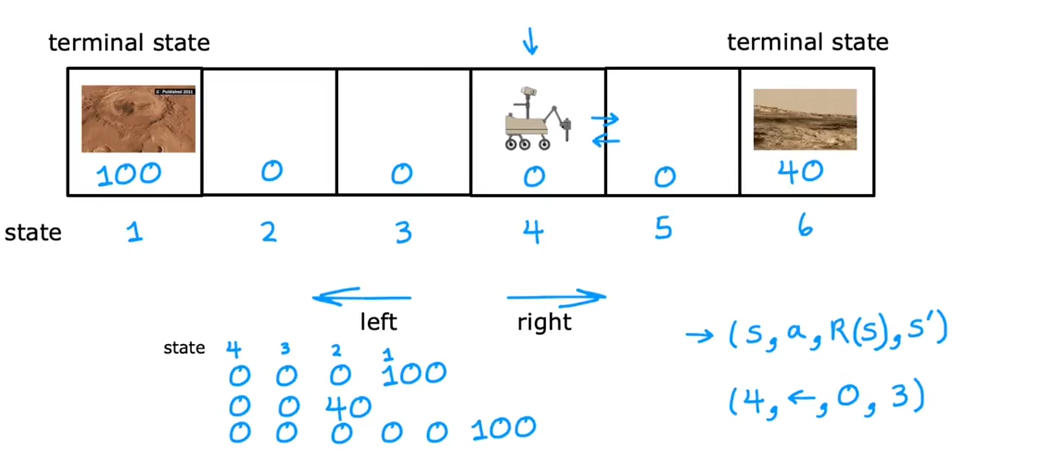 terminal state terminal state
© Published 2011
100 0 0 0 0 40
state 1 2 3 4 5 6
left right
→ (s, a, R(s), s')
state 4 3 2 1
0 0 0 100
(4, ←, 0, 3)
0 0 40
0 0 0 0 0 100